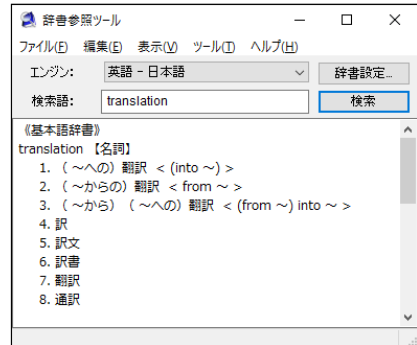 辞書参照ツール
ファイル(F) 編集(E) 表示(V) ツール(T) ヘルプ(H)
エンジン: 英語 - 日本語 辞書設定...
検索語: translation 検索
《基本語辞書》
translation 【名詞】
1. （ ～への）翻訳 < (into ～) >
2. （ ～からの）翻訳 < from ～ >
3. （ ～から）（ ～への）翻訳 < (from ～) into ～ >
4. 訳
5. 訳文
6. 訳書
7. 翻訳
8. 通訳